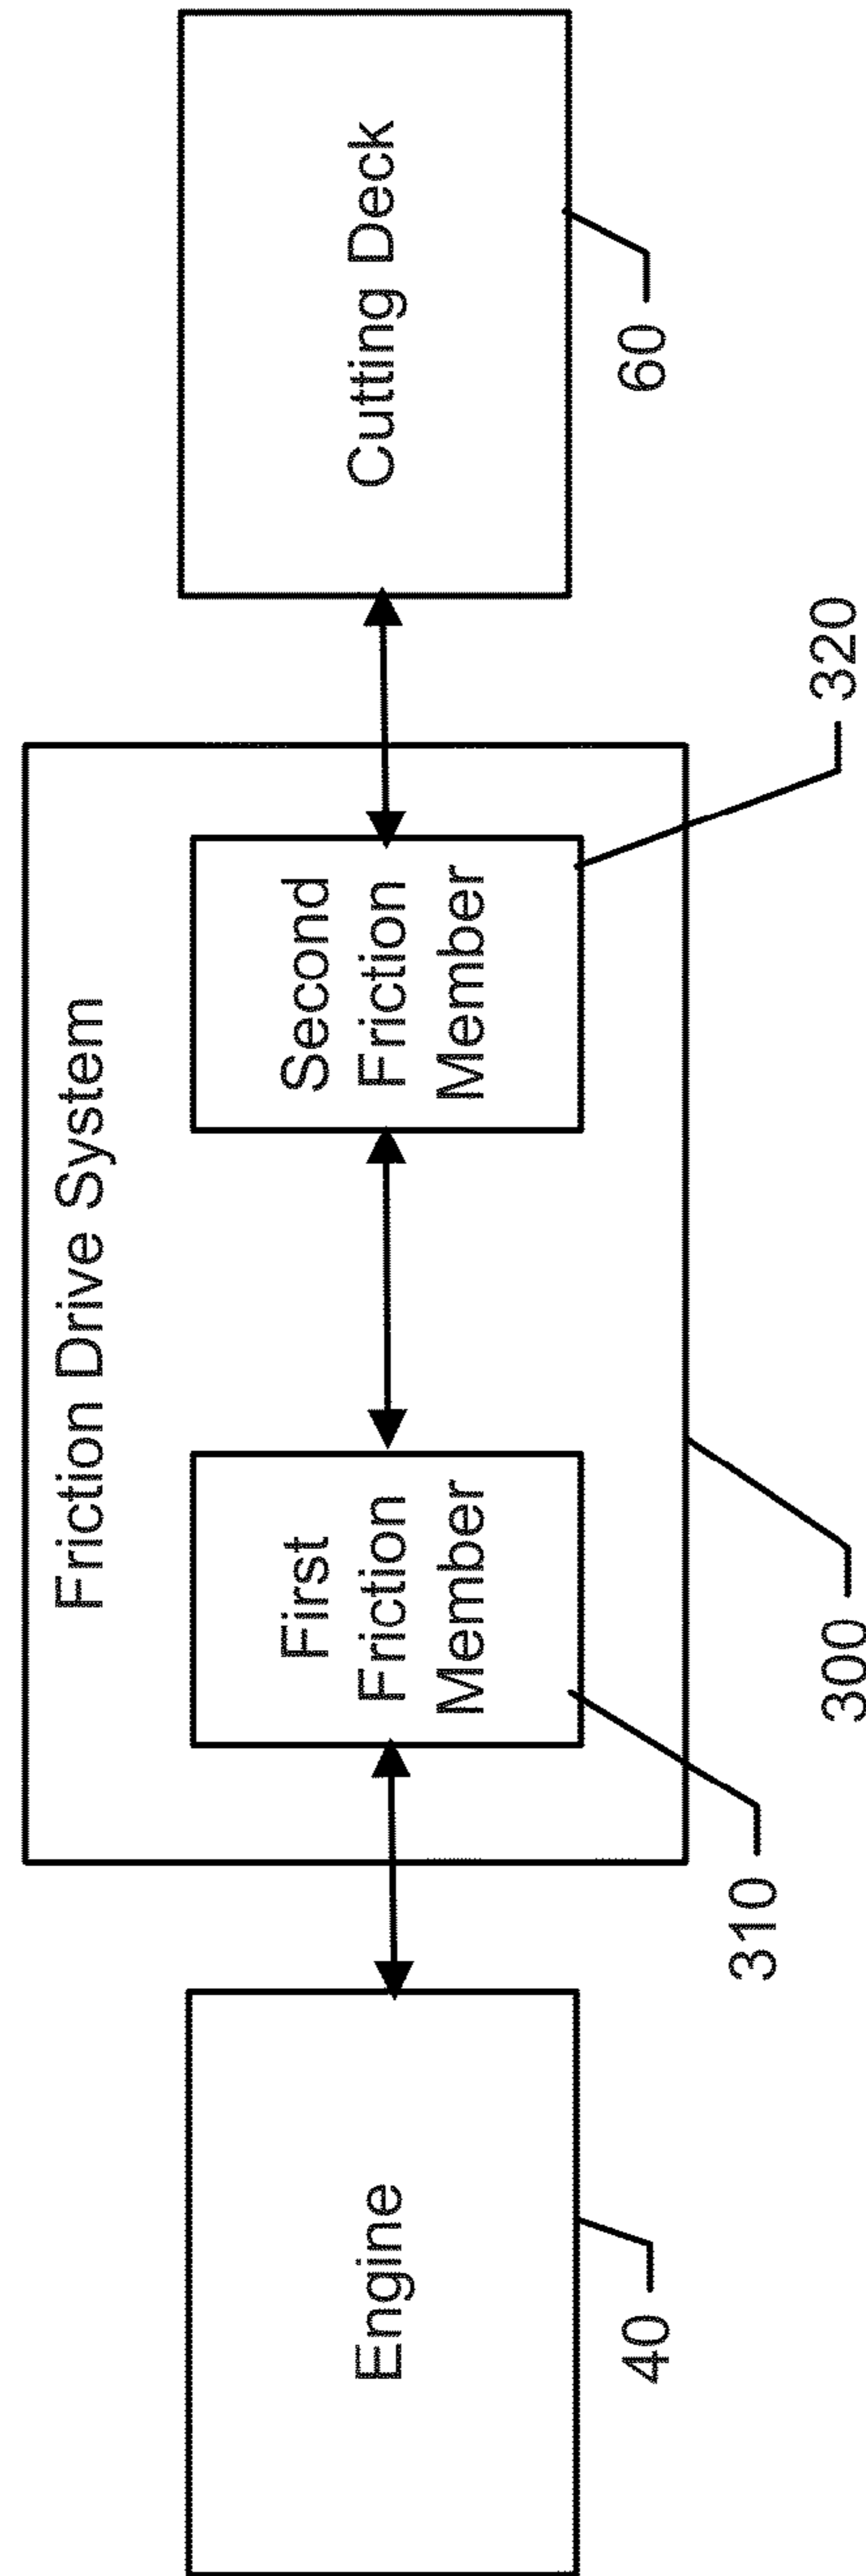 Friction Drive System
Engine
First
Friction
Member
Second
Friction
Member
Cutting Deck
40
310
300
320
60